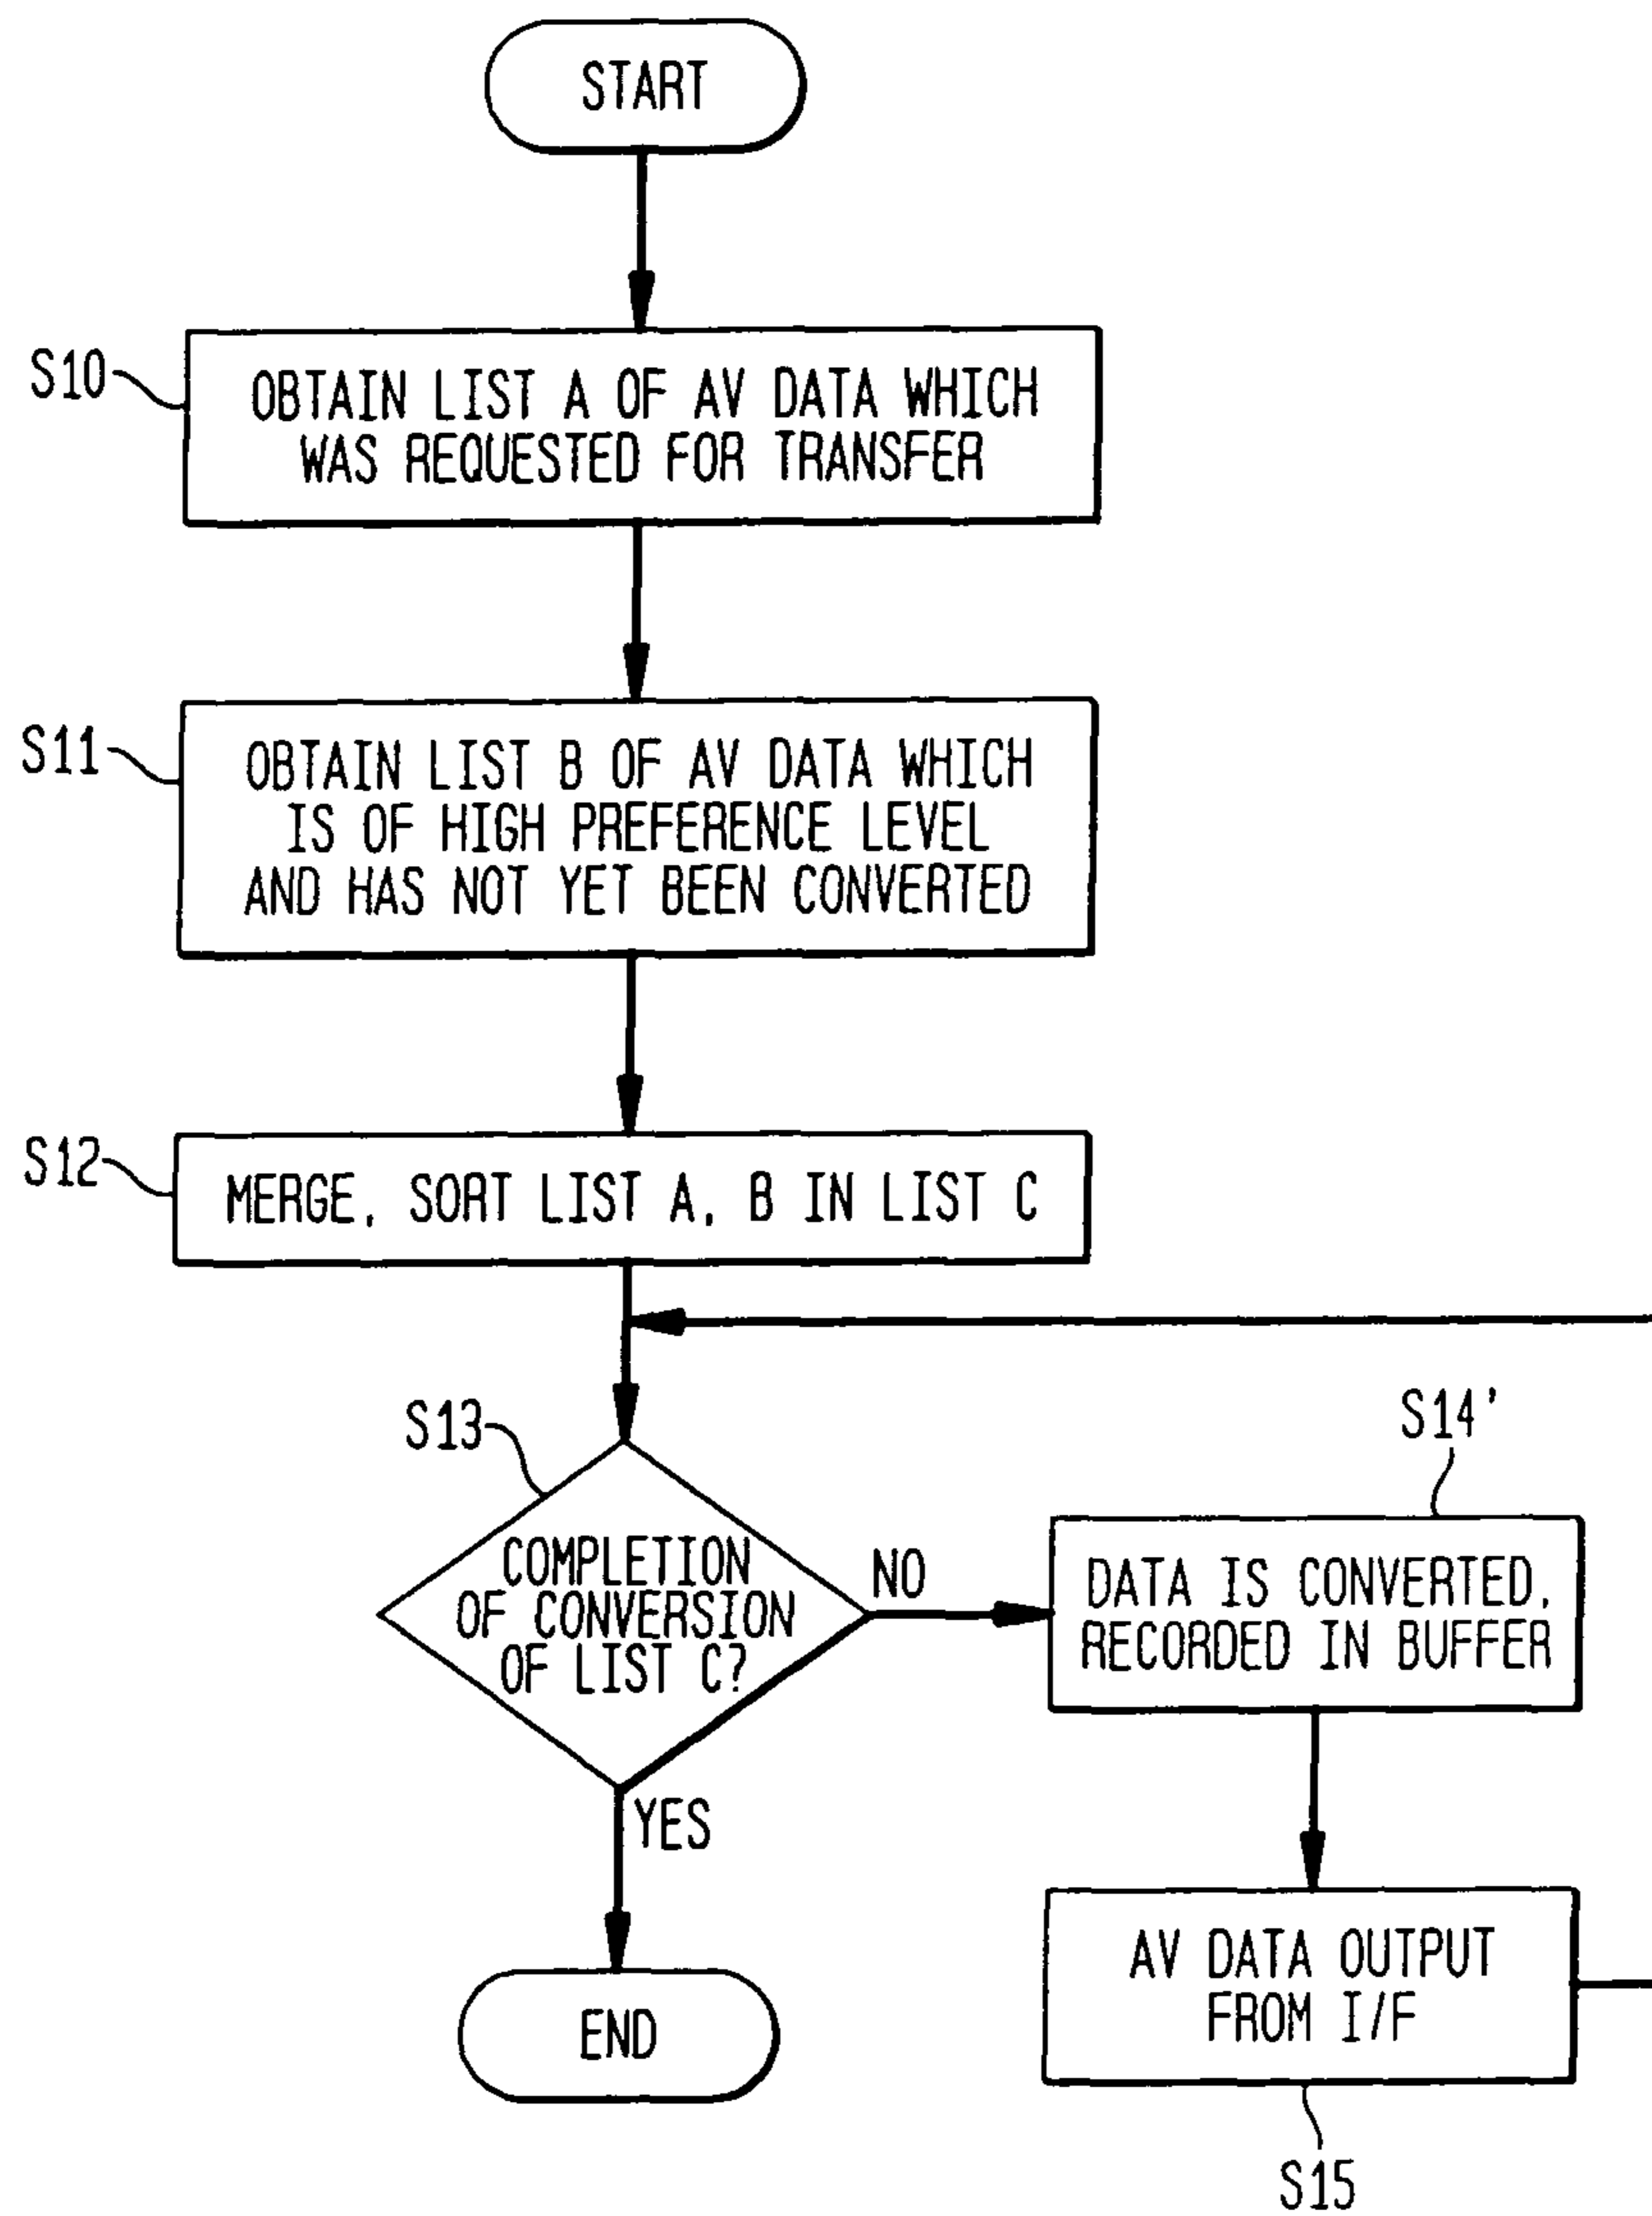 START
S10
OBTAIN LIST A OF AV DATA WHICH
WAS REQUESTED FOR TRANSFER
S11
OBTAIN LIST B OF AV DATA WHICH
IS OF HIGH PREFERENCE LEVEL
AND HAS NOT YET BEEN CONVERTED
S12
MERGE, SORT LIST A, B IN LIST C
S13
COMPLETION
OF CONVERSION
OF LIST C?
NO
YES
S14'
DATA IS CONVERTED,
RECORDED IN BUFFER
AV DATA OUTPUT
FROM I/F
S15
END